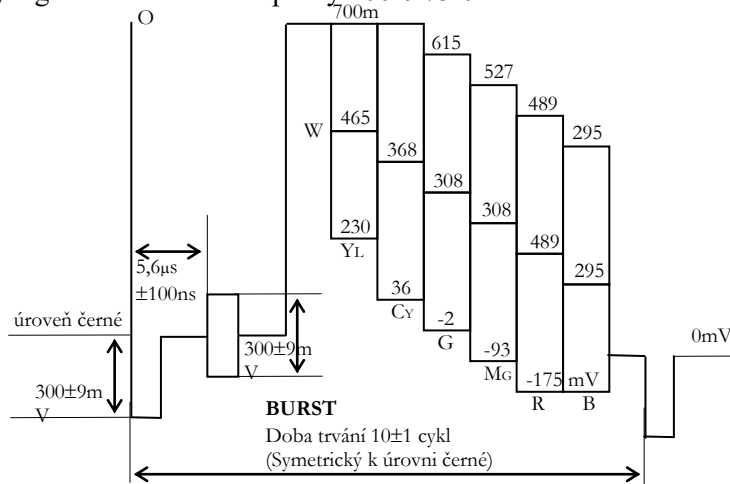 O
700m
615
527
489
295
W
465
368
308
308
489
295
230
YL
36
CY
-2
G
-93
MG
-175 mV
R
B
5,6µs
±100ns
úroveň černé
300±9m
V
300±9m
V
0mV
BURST
Doba trvání 10±1 cykl
(Symetrický k úrovni černé)